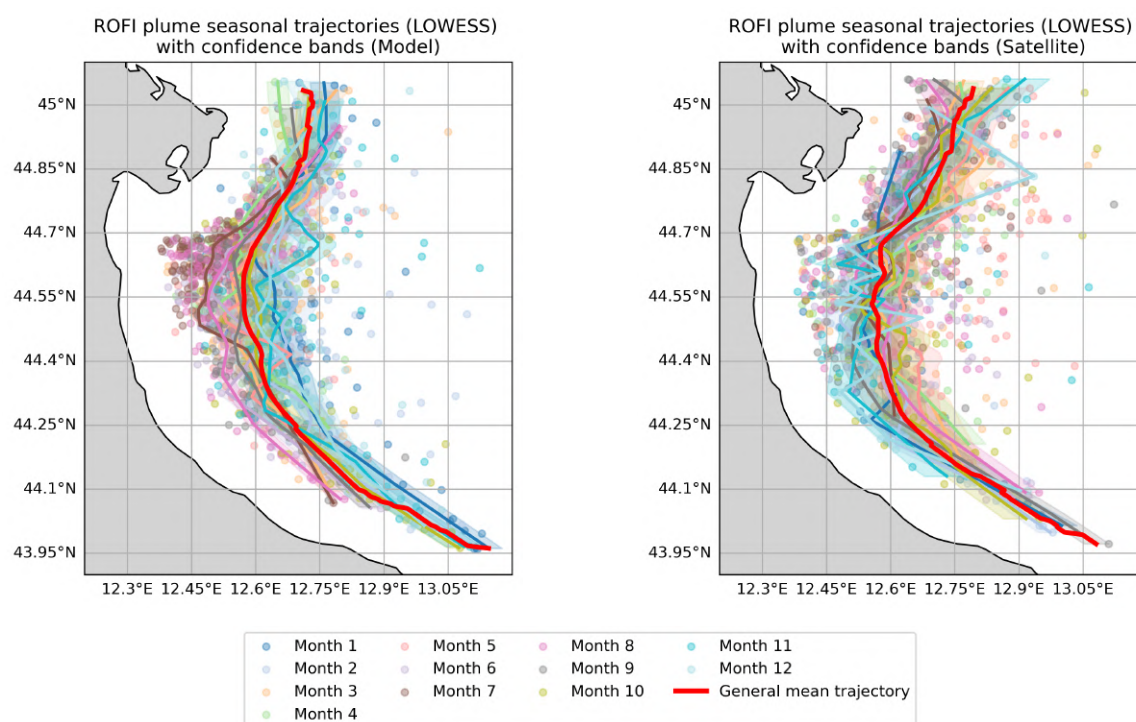 ROFI plume seasonal trajectories (LOWESS)
with confidence bands (Model)
45°N
44.85°N
44.7°N
44.55°N
44.4°N
44.25°N
44.1°N
43.95°N
12.3°E 12.45°E 12.6°E 12.75°E 12.9°E 13.05°E
ROFI plume seasonal trajectories (LOWESS)
with confidence bands (Satellite)
45°N
44.85°N
44.7°N
44.55°N
44.4°N
44.25°N
44.1°N
43.95°N
12.3°E 12.45°E 12.6°E 12.75°E 12.9°E 13.05°E
Month 1
Month 2
Month 3
Month 4
Month 5
Month 6
Month 7
Month 8
Month 9
Month 10
Month 11
Month 12
General mean trajectory